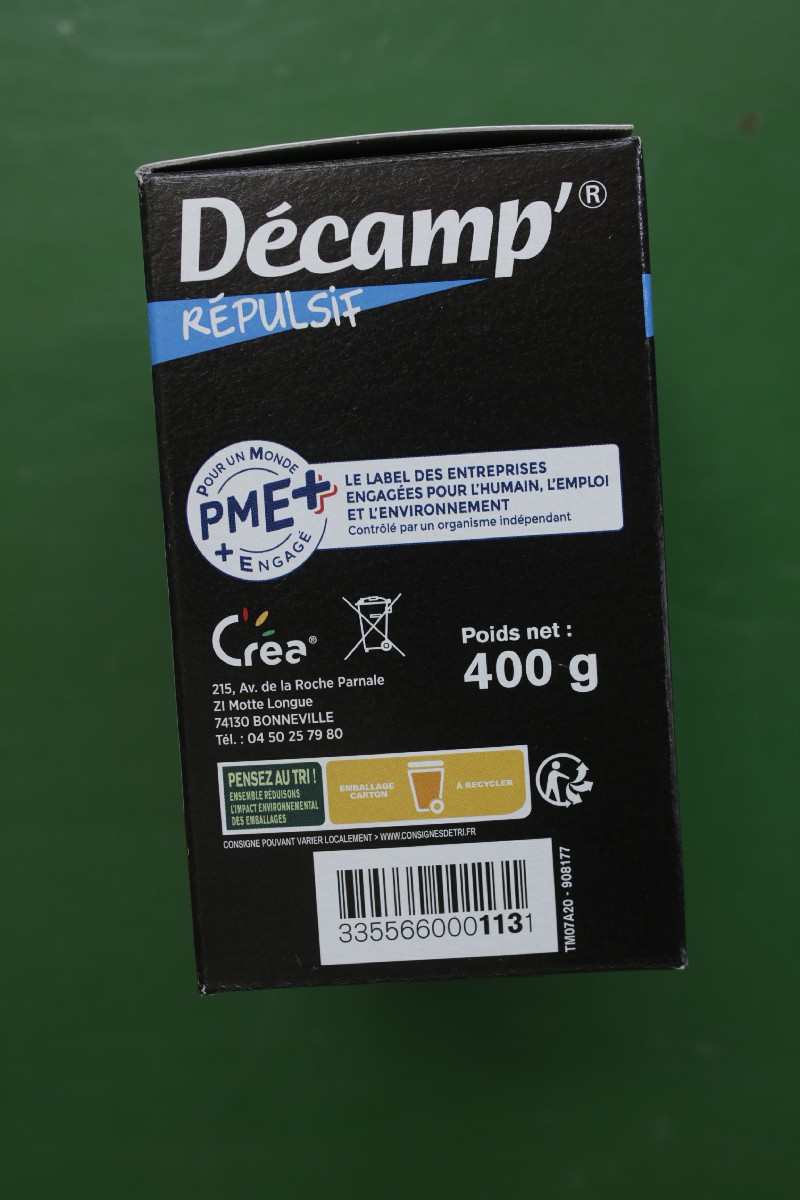 Décamp'®
RÉPULSIF
POUR UN MONDE
PME+
+ ENGAGÉ
LE LABEL DES ENTREPRISES
ENGAGÉES POUR L'HUMAIN, L'EMPLOI
ET L'ENVIRONNEMENT
Contrôlé par un organisme indépendant
Créa®
215, Av. de la Roche Parnale
ZI Motte Longue
74130 BONNEVILLE
Tél. : 04 50 25 79 80
Poids net :
400 g
PENSEZ AU TRI !
ENSEMBLE RÉDUISONS
L'IMPACT ENVIRONNEMENTAL
DES EMBALLAGES
EMBALLAGE
CARTON
À RECYCLER
CONSIGNE POUVANT VARIER LOCALEMENT > WWW.CONSIGNESDETRI.FR
3355660001131
TM07A20 - 908177